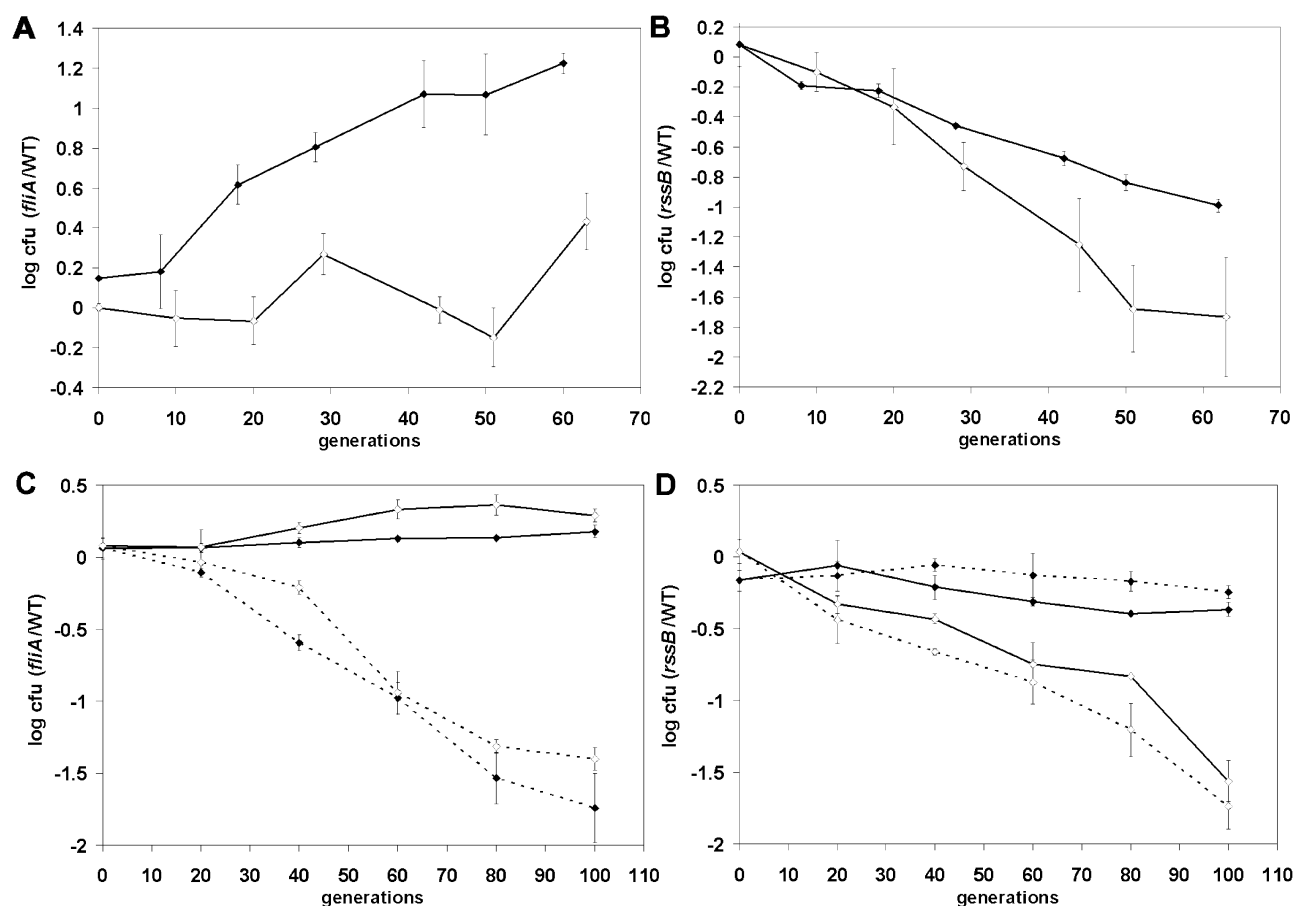 A
log cfu (fliA/WT)
1.4
1.2
1
0.8
0.6
0.4
0.2
0
-0.2
-0.4
0 10 20 30 40 50 60 70
generations
B
log cfu (rssB/WT)
0.2
0
-0.2
-0.4
-0.6
-0.8
-1
-1.2
-1.4
-1.6
-1.8
-2
-2.2
0 10 20 30 40 50 60 70
generations
C
log cfu (fliA/WT)
0.5
0
-0.5
-1
-1.5
-2
0 10 20 30 40 50 60 70 80 90 100 110
generations
D
log cfu (rssB/WT)
0.5
0
-0.5
-1
-1.5
-2
0 10 20 30 40 50 60 70 80 90 100 110
generations